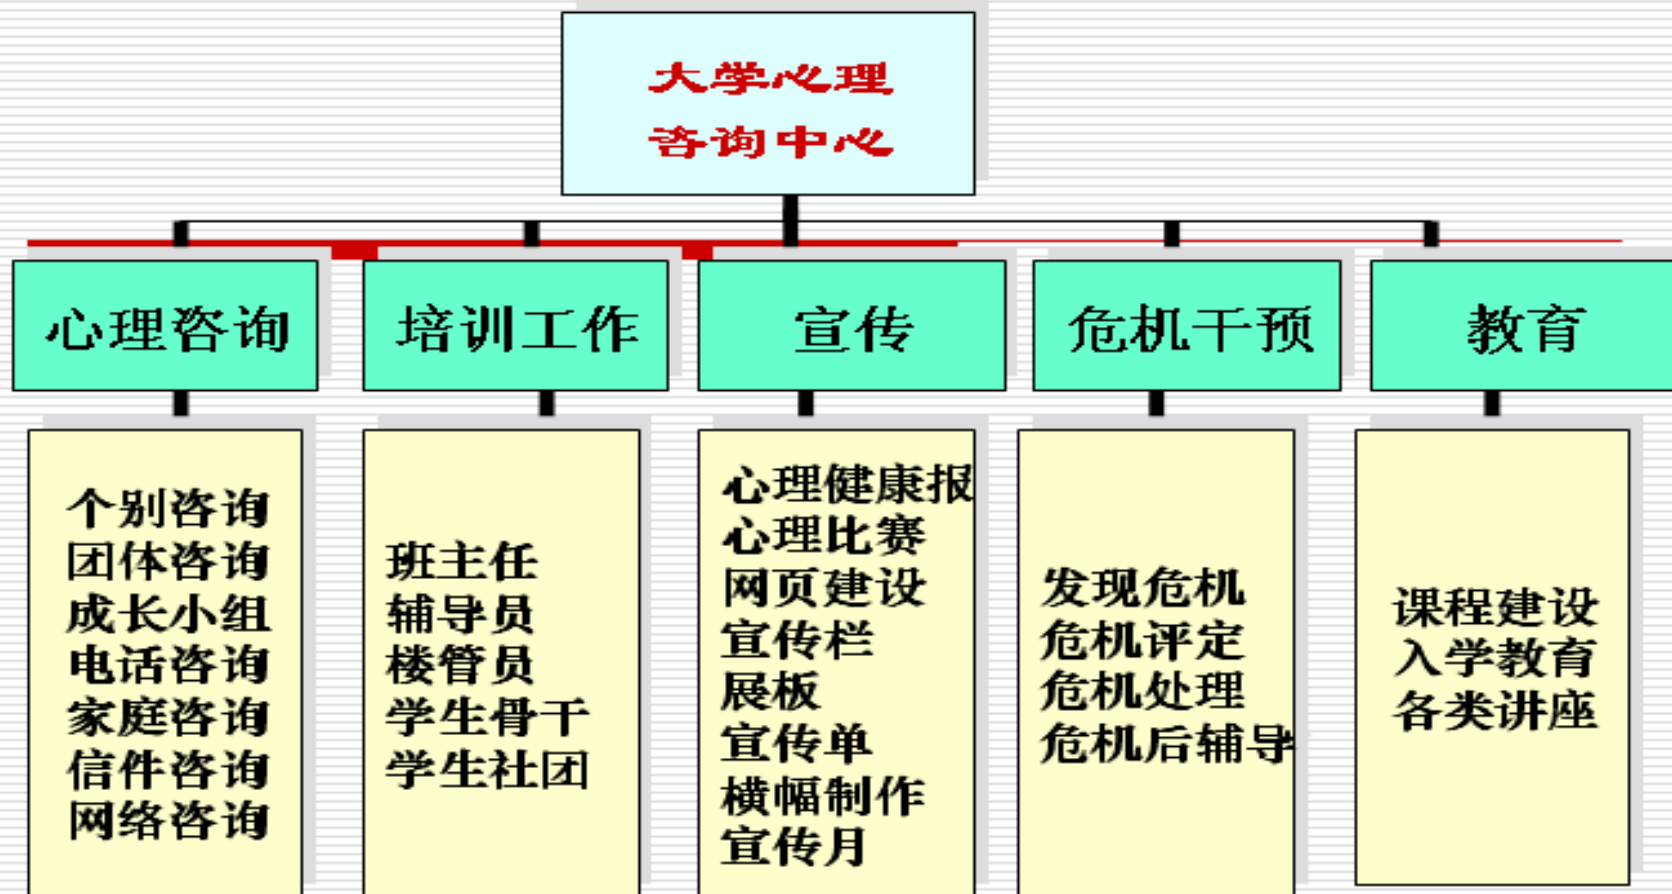 大学心理
咨询中心
心理咨询
培训工作
宣传
危机干预
教育
个别咨询
团体咨询
成长小组
电话咨询
家庭咨询
信件咨询
网络咨询
班主任
辅导员
楼管员
学生骨干
学生社团
心理健康报
心理比赛
网页建设
宣传栏
展板
宣传单
横幅制作
宣传月
发现危机
危机评定
危机处理
危机后辅导
课程建设
入学教育
各类讲座